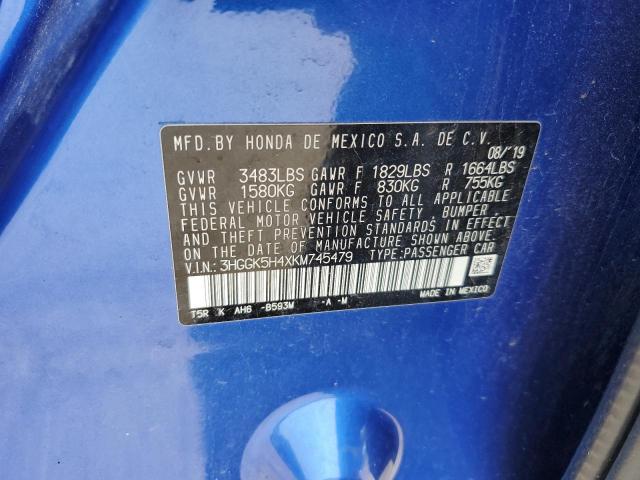 MFD.BY HONDA DE MEXICO S.A. DE C.V.
08/'19
GVWR 3483LBS GAWR F 1829LBS R 1664LBS
GVWR 1580KG GAWR F 830KG R 755KG
THIS VEHICLE CONFORMS TO ALL APPLICABLE
FEDERAL MOTOR VEHICLE SAFETY, BUMPER
AND THEFT PREVENTION STANDARDS IN EFFECT
ON THE DATE OF MANUFACTURE SHOWN ABOVE.
V.I.N.: 3HGGK5H4XKM745479 TYPE:PASSENGER CAR
T5R K AH6 -B593M -A -M
MADE IN MEXICO